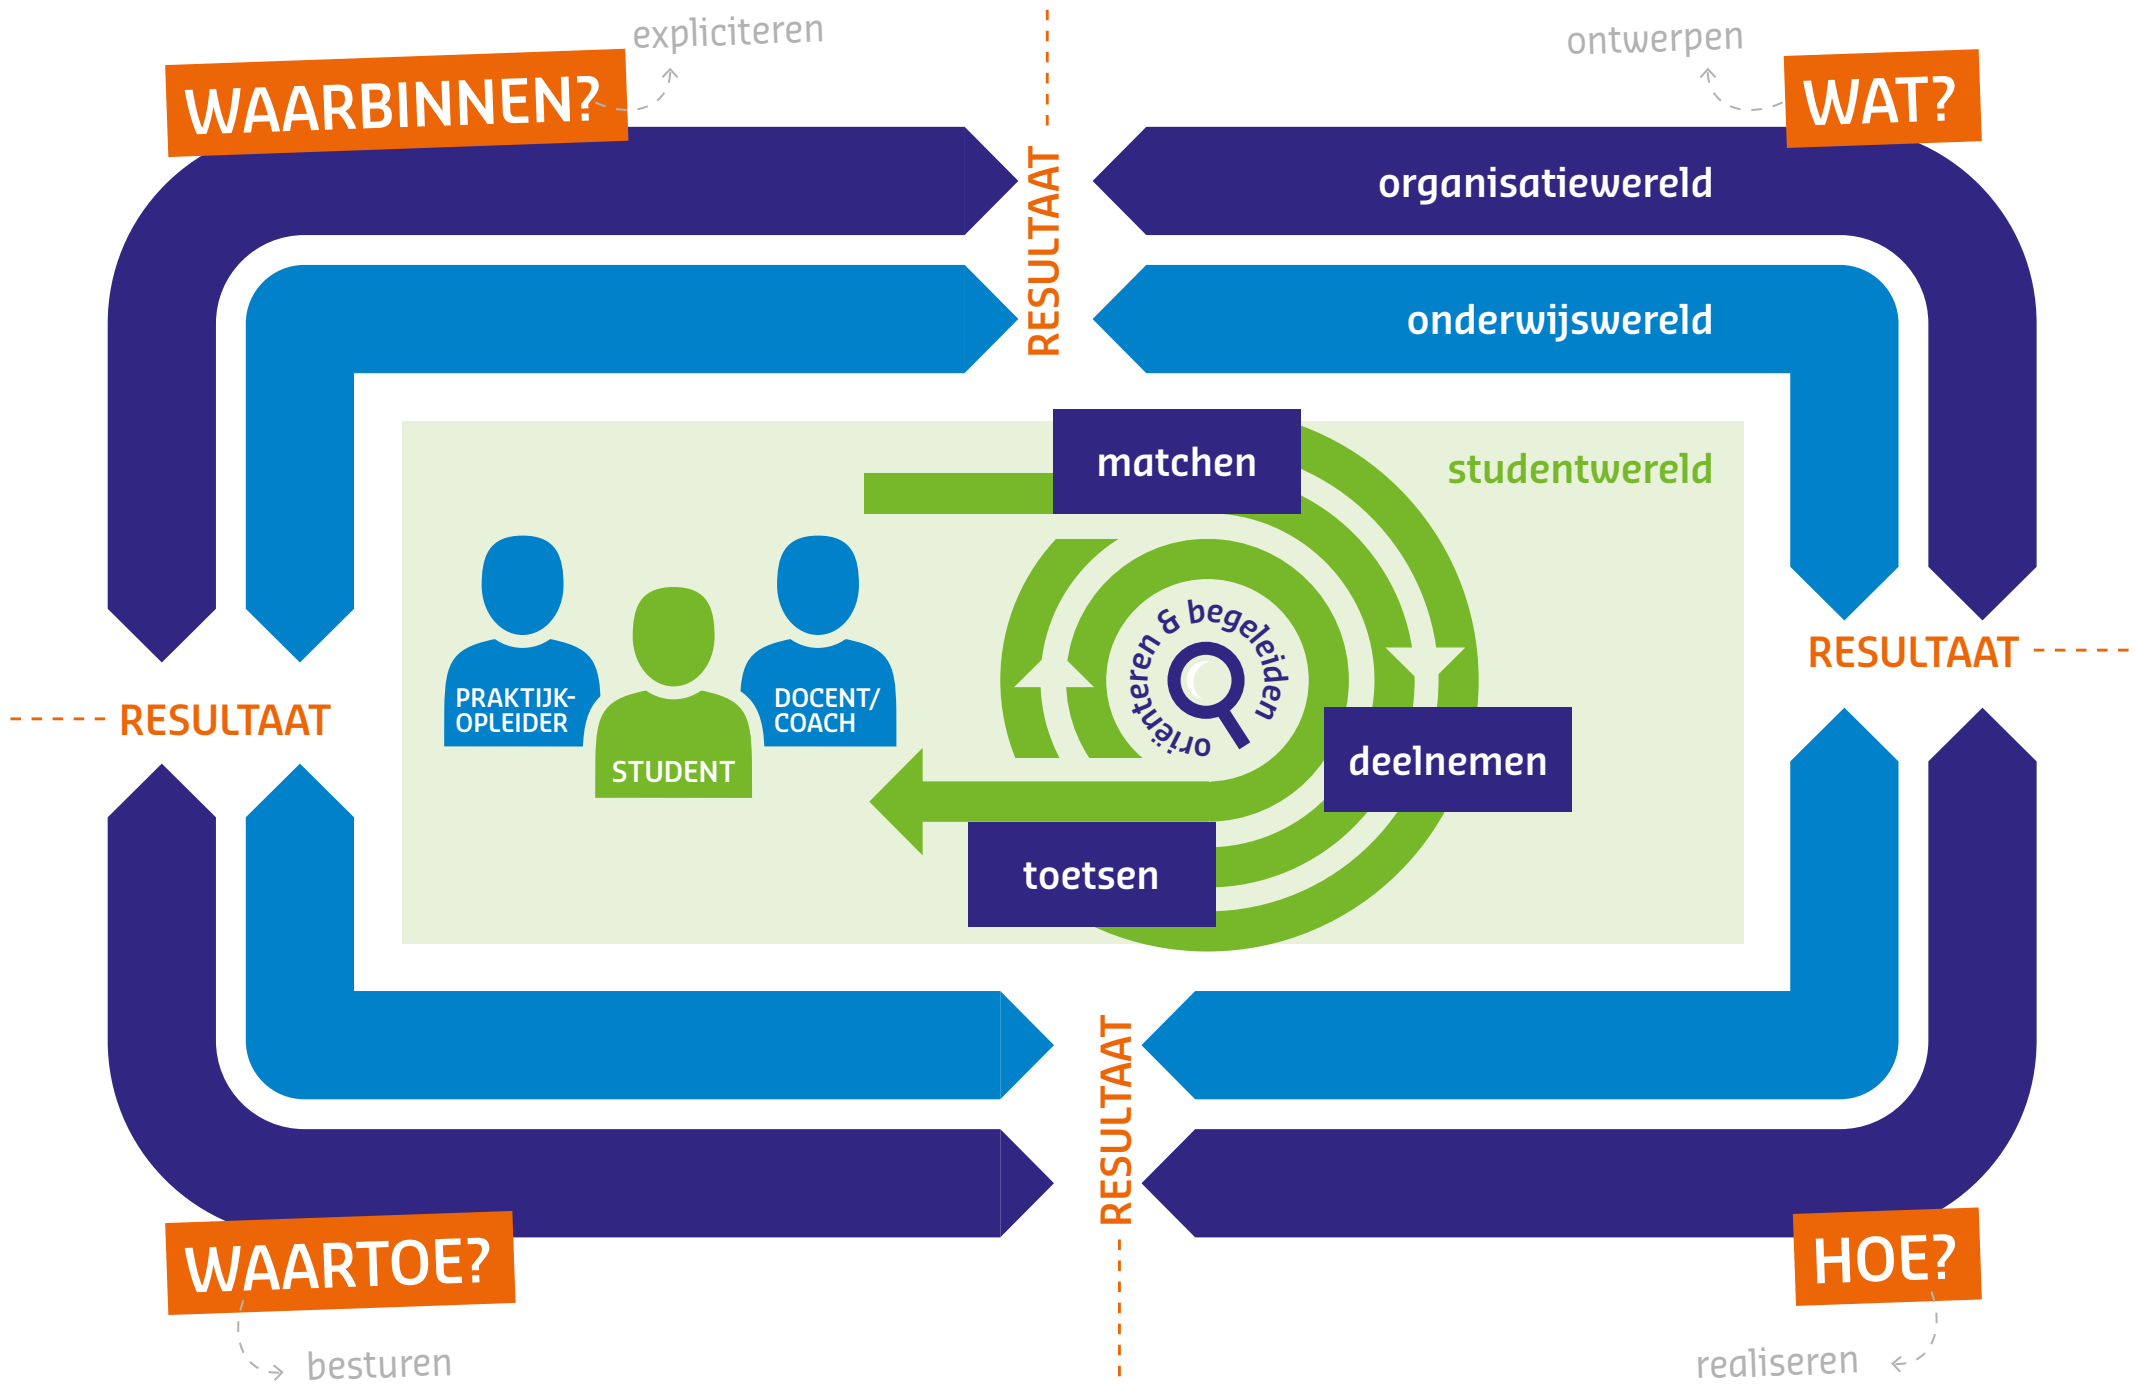 expliciteren
ontwerpen
WAARBINNEN?
WAT?
RESULTAAT
organisatiewereld
onderwijswereld
matchen
studentwereld
oriënteren & begeleiden
PRAKTIJK-
OPLEIDER
DOCENT/
COACH
STUDENT
RESULTAAT
RESULTAAT
deelnemen
toetsen
RESULTAAT
WAARTOE?
HOE?
besturen
realiseren